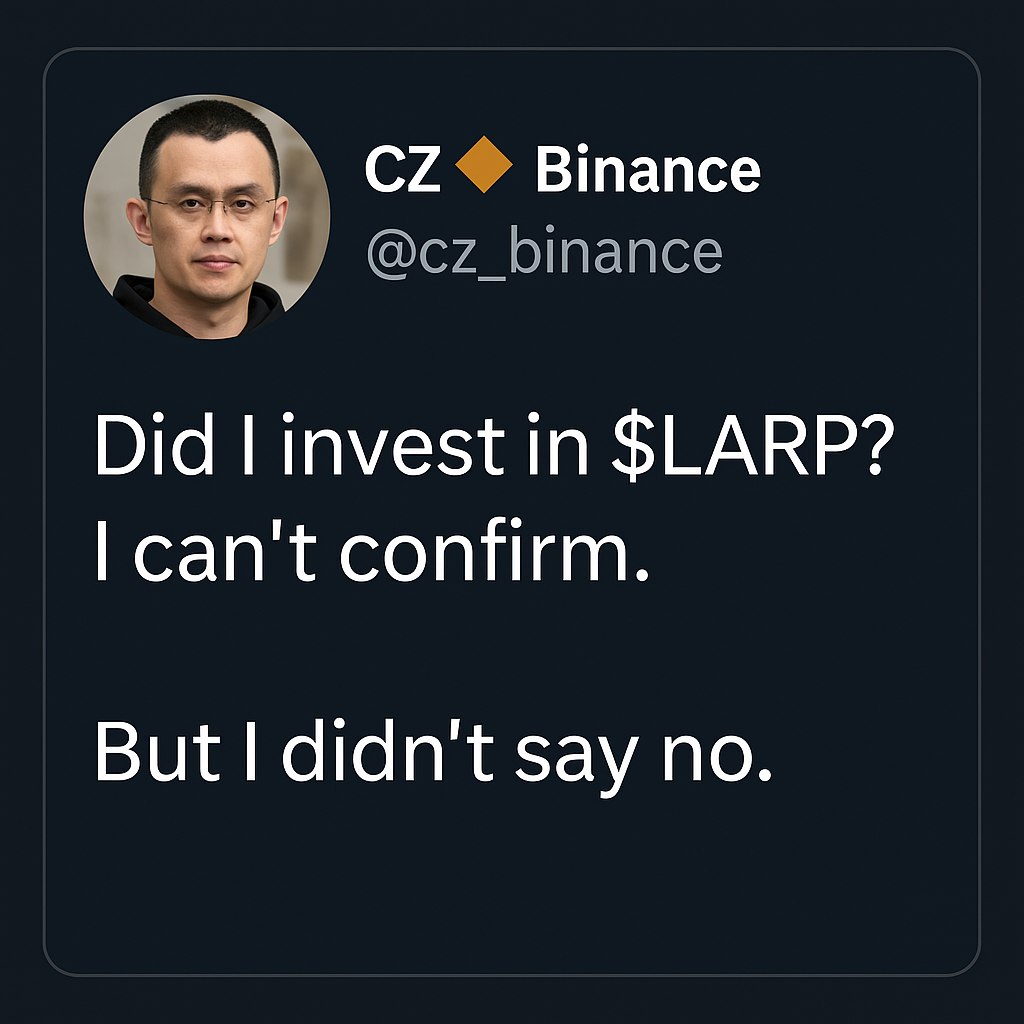 CZ 🔶 Binance
@cz_binance
Did I invest in $LARP?
I can't confirm.
But I didn't say no.